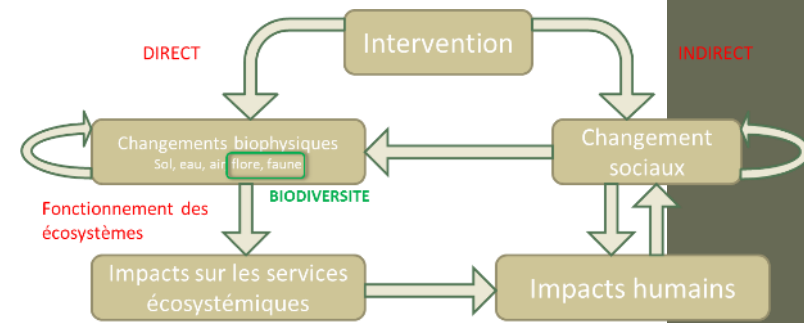 Intervention
DIRECT
INDIRECT
Changements biophysiques
Sol, eau, air flore, faune
Changement
sociaux
BIODIVERSITE
Fonctionnement des
écosystèmes
Impacts sur les services
écosystémiques
Impacts humains